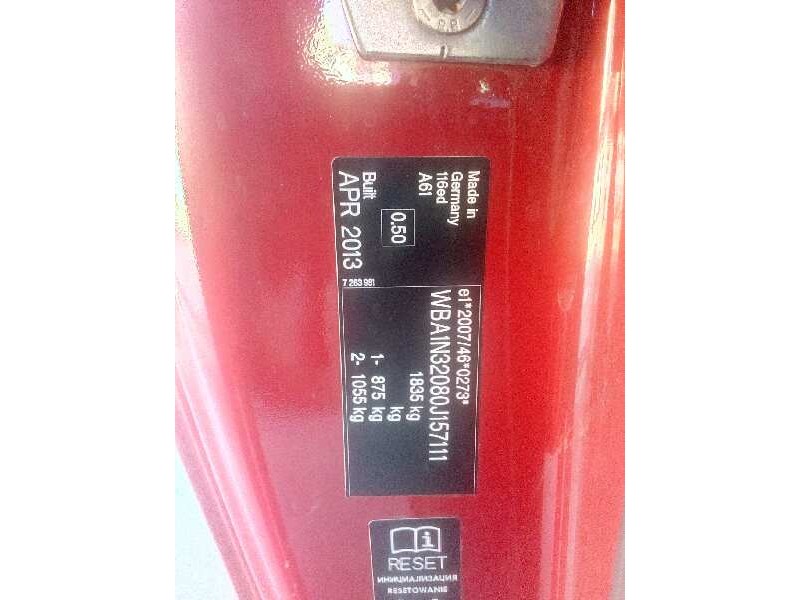 Made in
Germany
116ed
A61
0.50
Built
APR 2013
7 263 981
e1*2007/46*0273*
WBA1N32080J157111
1835 kg
kg
1- 875 kg
2- 1055 kg
RESET
RESETOWANIE